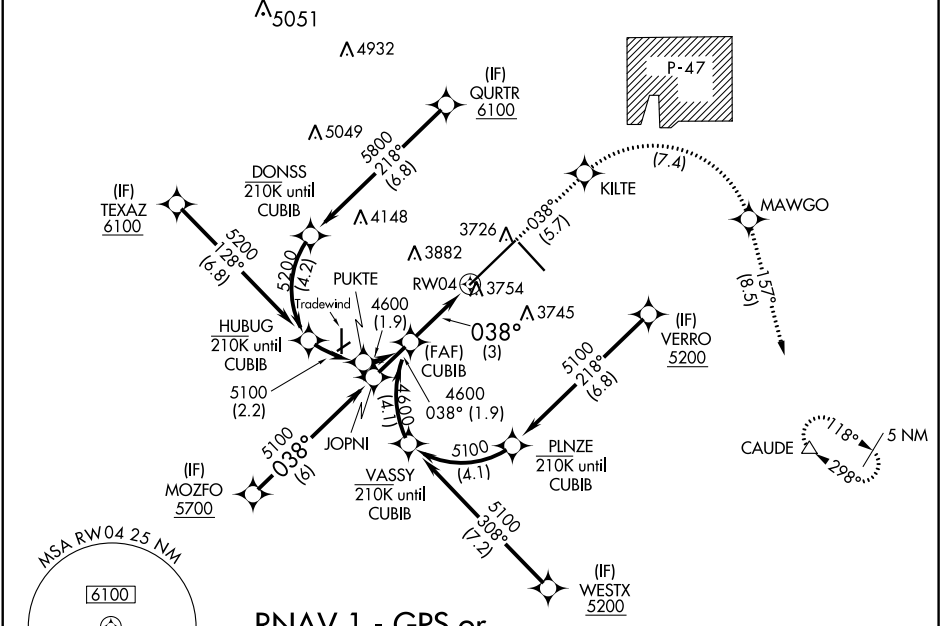 5051
4932
P-47
(IF)
QURTR
6100
5049
5800
218°
(6.8)
DONSS
210K until
CUBIB
(7.4)
KILTE
(IF)
TEXAZ
6100
4148
MAWGO
038°
(5.7)
3726
5200
128°
(6.8)
5200
(4.2)
3882
PUKTE
RW04
3754
157°
(8.5)
Tradewind
4600
(1.9)
3745
038°
(3)
HUBUG
210K until
CUBIB
(FAF)
CUBIB
(IF)
VERRO
5200
5100
218°
(6.8)
5100
(2.2)
4600
(4.1)
4600
038° (1.9)
JOPNI
5100
038°
(6)
5100
(4.1)
PLNZE
210K until
CUBIB
CAUDE
118°
298°
5 NM
(IF)
MOZFO
5700
VASSY
210K until
CUBIB
5100
308°
(7.2)
MSA RW04 25 NM
6100
(IF)
WESTX
5200
RNAV 1 - GPS or